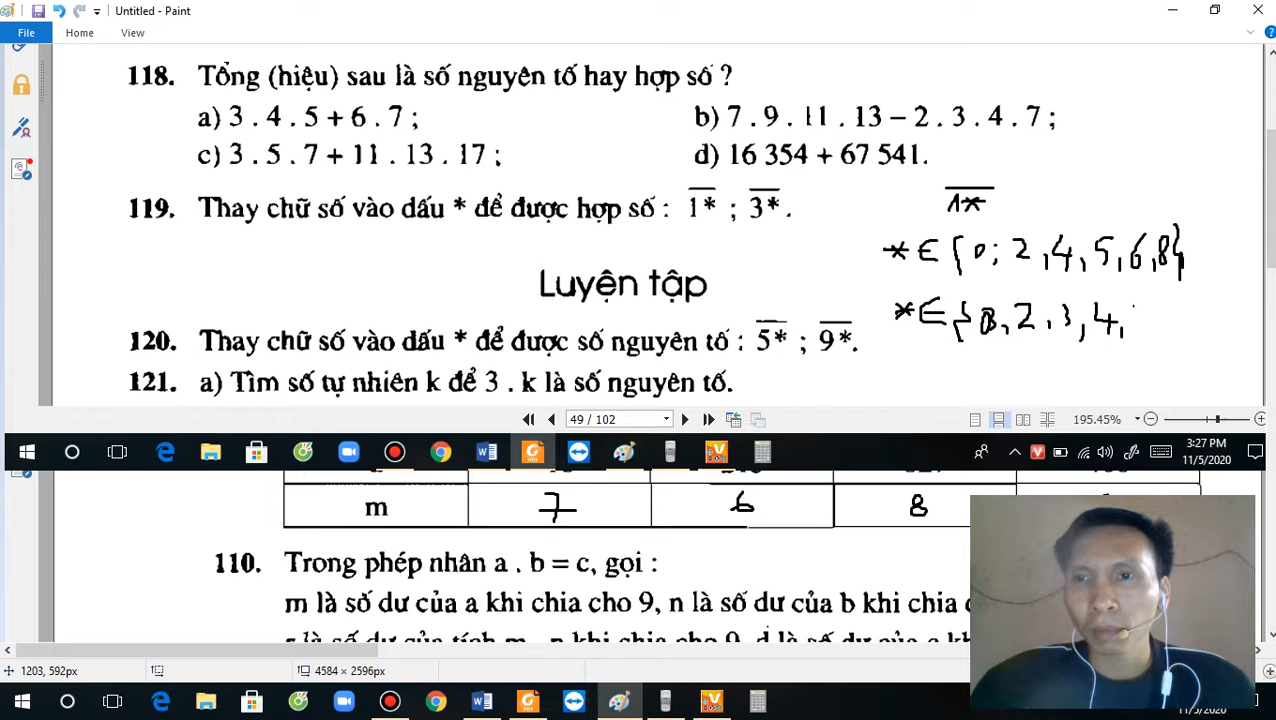 Untitled - Paint
File Home View
118. Tổng (hiệu) sau là số nguyên tố hay hợp số ?
a) 3 . 4 . 5 + 6 . 7 ; b) 7 . 9 . 11 . 13 – 2 . 3 . 4 . 7 ;
c) 3 . 5 . 7 + 11 . 13 . 17 ; d) 16 354 + 67 541.
119. Thay chữ số vào dấu * để được hợp số : 1* ; 3* .
1*
* ∈ { 0; 2, 4, 5, 6, 8}
Luyện tập
* ∈ { 0, 2, 3, 4,
120. Thay chữ số vào dấu * để được số nguyên tố : 5* ; 9*.
121. a) Tìm số tự nhiên k để 3 . k là số nguyên tố.
49 / 102 195.45%
3:27 PM
11/5/2020
m 7 6 8
110. Trong phép nhân a . b = c, gọi :
m là số dư của a khi chia cho 9, n là số dư của b khi chia
1203, 592px 4584 × 2596px
11/5/2020